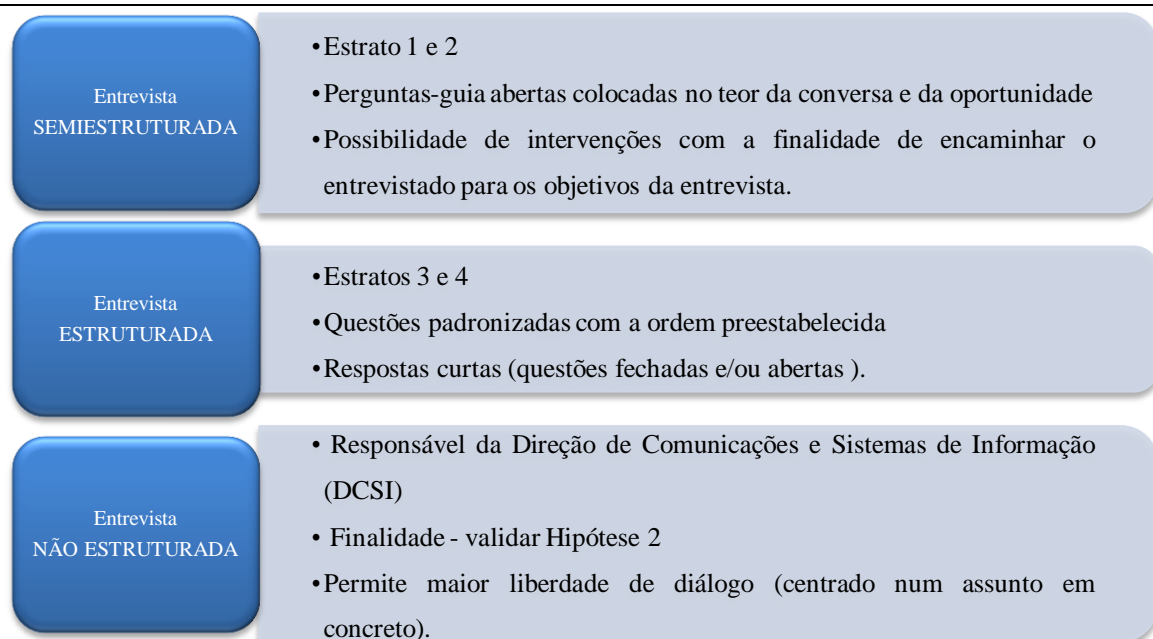 Entrevista
SEMIESTRUTURADA
•Estrato 1 e 2
•Perguntas-guia abertas colocadas no teor da conversa e da oportunidade
•Possibilidade de intervenções com a finalidade de encaminhar o
entrevistado para os objetivos da entrevista.
Entrevista
ESTRUTURADA
•Estratos 3 e 4
•Questões padronizadas com a ordem preestabelecida
•Respostas curtas (questões fechadas e/ou abertas ).
Entrevista
NÃO ESTRUTURADA
• Responsável da Direção de Comunicações e Sistemas de Informação
(DCSI)
• Finalidade - validar Hipótese 2
•Permite maior liberdade de diálogo (centrado num assunto em
concreto).